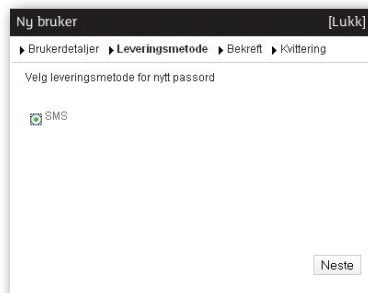 Ny bruker [Lukk]
Brukerdetaljer Leveringsmetode Bekreft Kvittering
Velg leveringsmetode for nytt passord
SMS
Neste